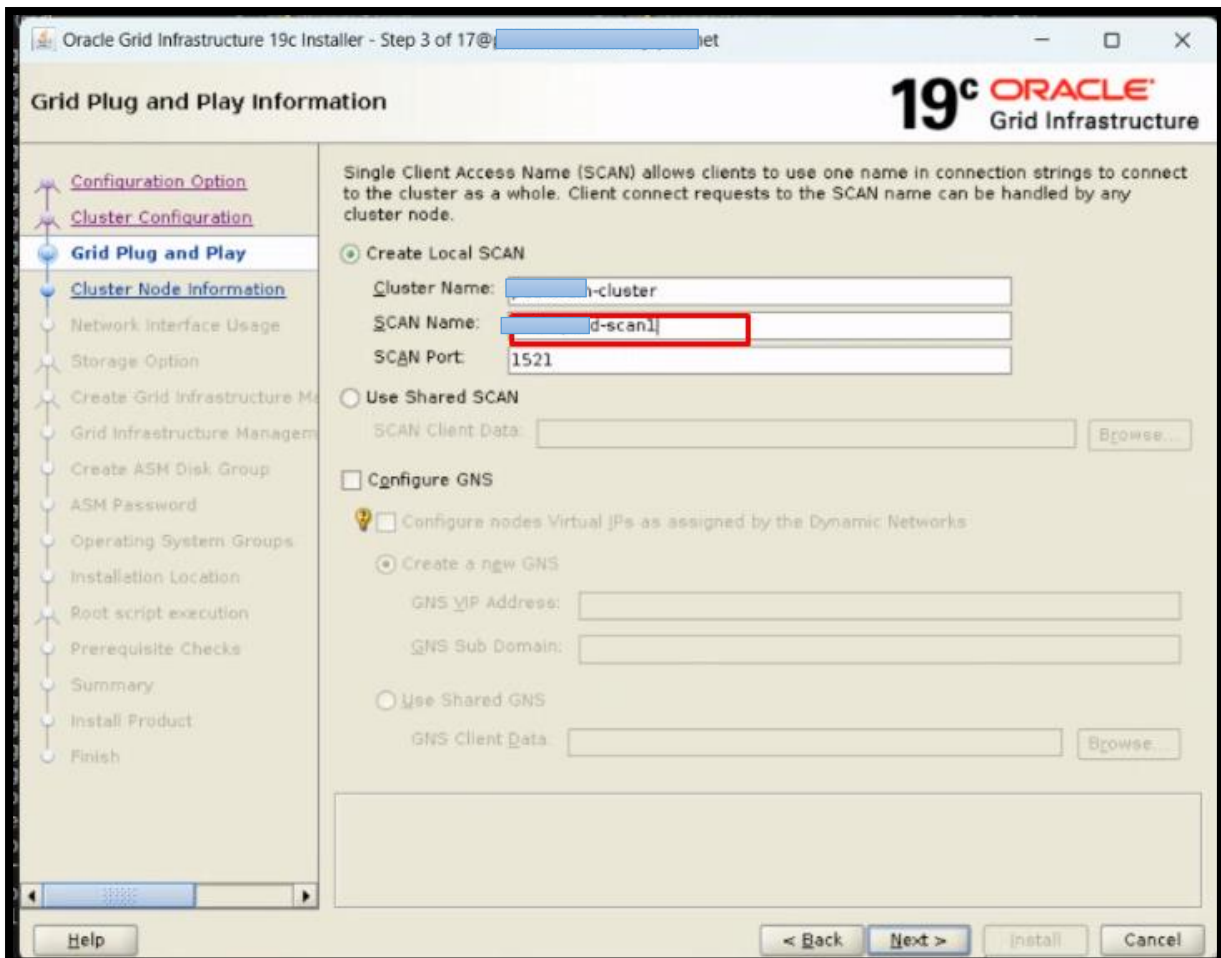 Oracle Grid Infrastructure 19c Installer - Step 3 of 17@ net
Grid Plug and Play Information
19c ORACLE
Grid Infrastructure
Configuration Option
Cluster Configuration
Grid Plug and Play
Cluster Node Information
Network Interface Usage
Storage Option
Create Grid Infrastructure Ma
Grid Infrastructure Managem
Create ASM Disk Group
ASM Password
Operating System Groups
Installation Location
Root script execution
Prerequisite Checks
Summary
Install Product
Finish
Single Client Access Name (SCAN) allows clients to use one name in connection strings to connect
to the cluster as a whole. Client connect requests to the SCAN name can be handled by any
cluster node.
Create Local SCAN
Cluster Name: -cluster
SCAN Name: d-scan1
SCAN Port: 1521
Use Shared SCAN
SCAN Client Data: Browse...
Configure GNS
Configure nodes Virtual IPs as assigned by the Dynamic Networks
Create a new GNS
GNS VIP Address:
GNS Sub Domain:
Use Shared GNS
GNS Client Data: Browse...
Help
< Back Next > Install Cancel